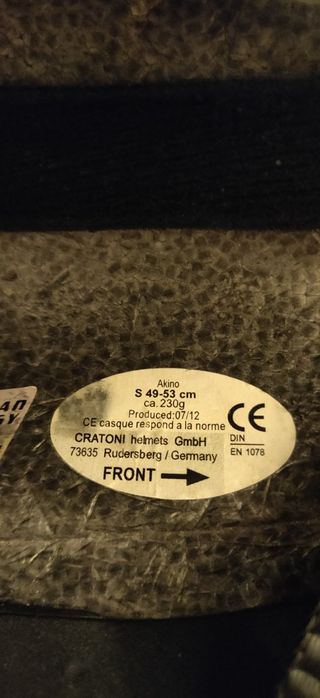 Akino
S 49-53 cm
ca.230g
Produced:07/12
CE casque respond a la norme
CRATONI helmets GmbH
73635 Rudersberg / Germany
FRONT
CE
DIN
EN 1078